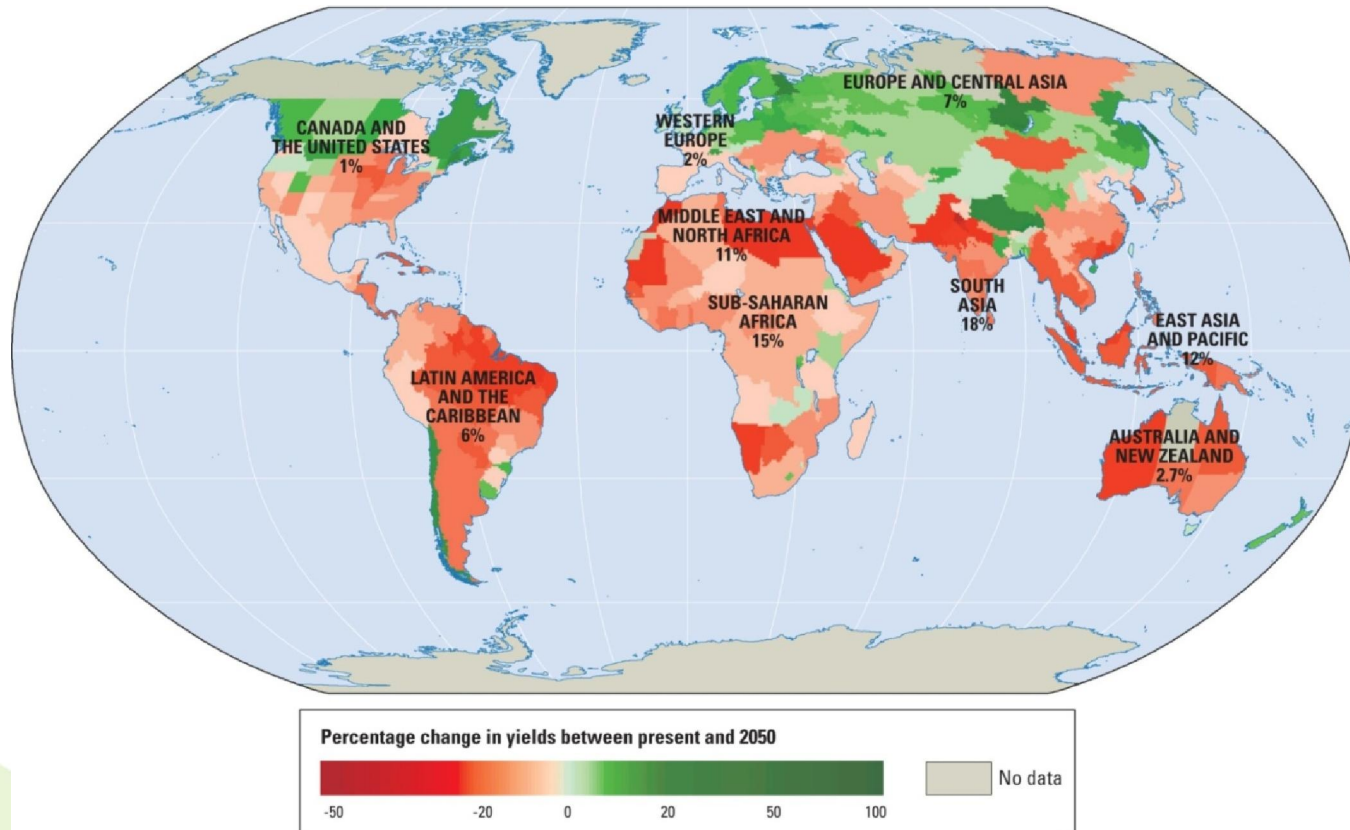 EUROPE AND CENTRAL ASIA
7%
CANADA AND
THE UNITED STATES
1%
WESTERN
EUROPE
2%
MIDDLE EAST AND
NORTH AFRICA
11%
SUB-SAHARAN
AFRICA
15%
SOUTH
ASIA
18%
EAST ASIA
AND PACIFIC
12%
LATIN AMERICA
AND THE
CARIBBEAN
6%
AUSTRALIA AND
NEW ZEALAND
2.7%
Percentage change in yields between present and 2050
No data
-50 -20 0 20 50 100